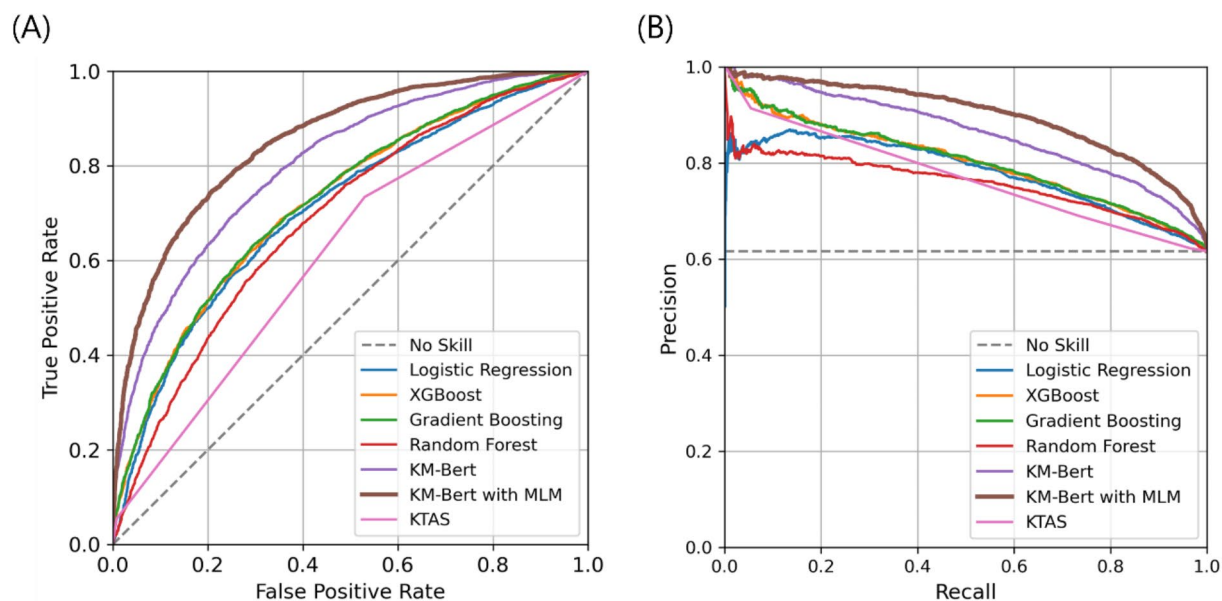 (A)
(B)
True Positive Rate
1.0
0.8
0.6
0.4
0.2
0.0
No Skill
Logistic Regression
XGBoost
Gradient Boosting
Random Forest
KM-Bert
KM-Bert with MLM
KTAS
0.0 0.2 0.4 0.6 0.8 1.0
False Positive Rate
Precision
1.0
0.8
0.6
0.4
0.2
0.0
No Skill
Logistic Regression
XGBoost
Gradient Boosting
Random Forest
KM-Bert
KM-Bert with MLM
KTAS
0.0 0.2 0.4 0.6 0.8 1.0
Recall